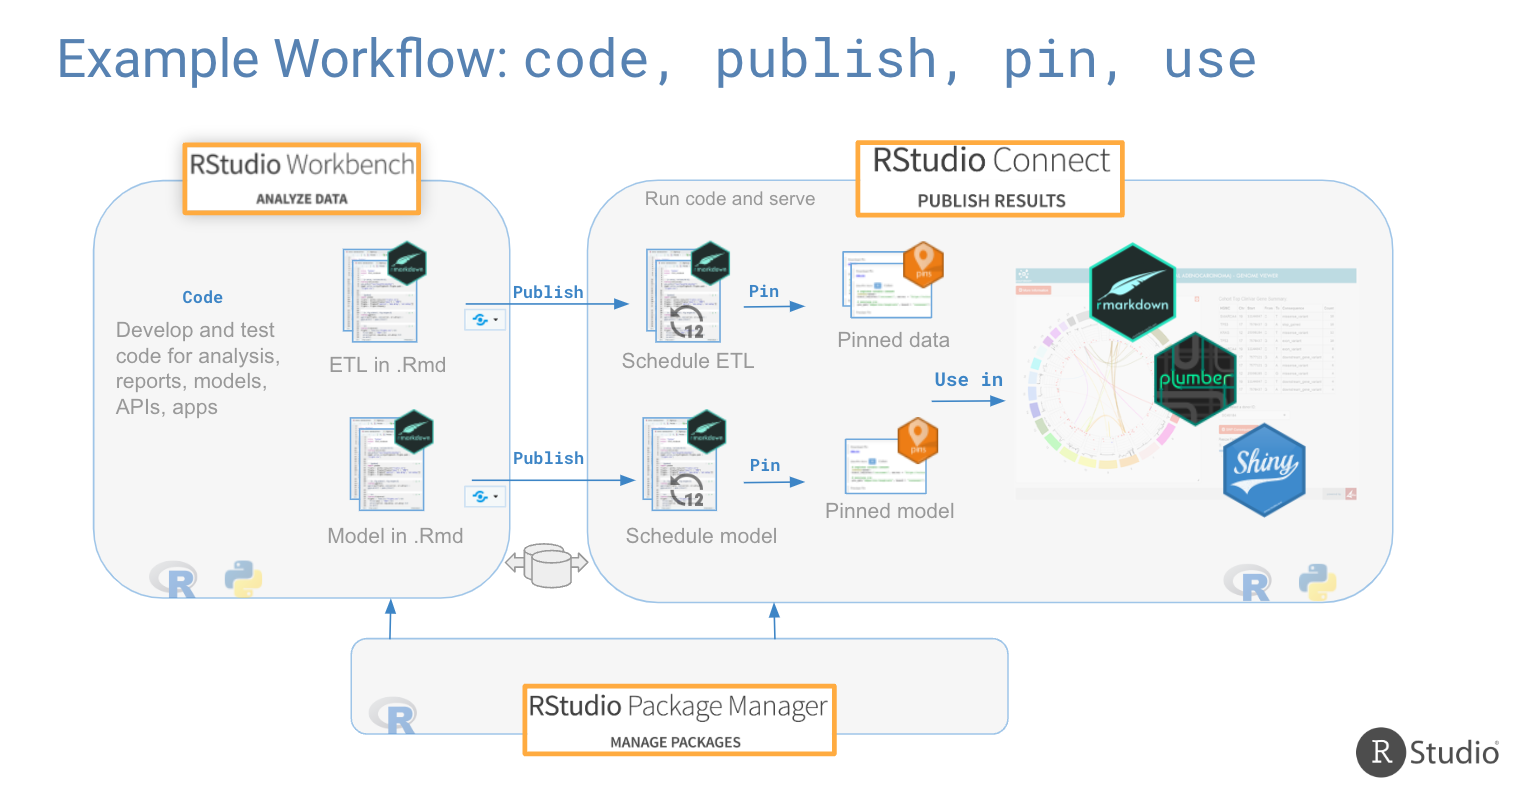 Example Workflow: code, publish, pin, use
RStudio Workbench
ANALYZE DATA
RStudio Connect
PUBLISH RESULTS
Run code and serve
Code
Develop and test
code for analysis,
reports, models,
APIs, apps
rmarkdown
ETL in .Rmd
Publish
rmarkdown
12
Schedule ETL
Pin
pins
Pinned data
Use in
rmarkdown
plumber
Shiny
GENOME VIEWER
rmarkdown
Model in .Rmd
Publish
rmarkdown
12
Schedule model
Pin
pins
Pinned model
R
R
R
RStudio Package Manager
MANAGE PACKAGES
R Studio®